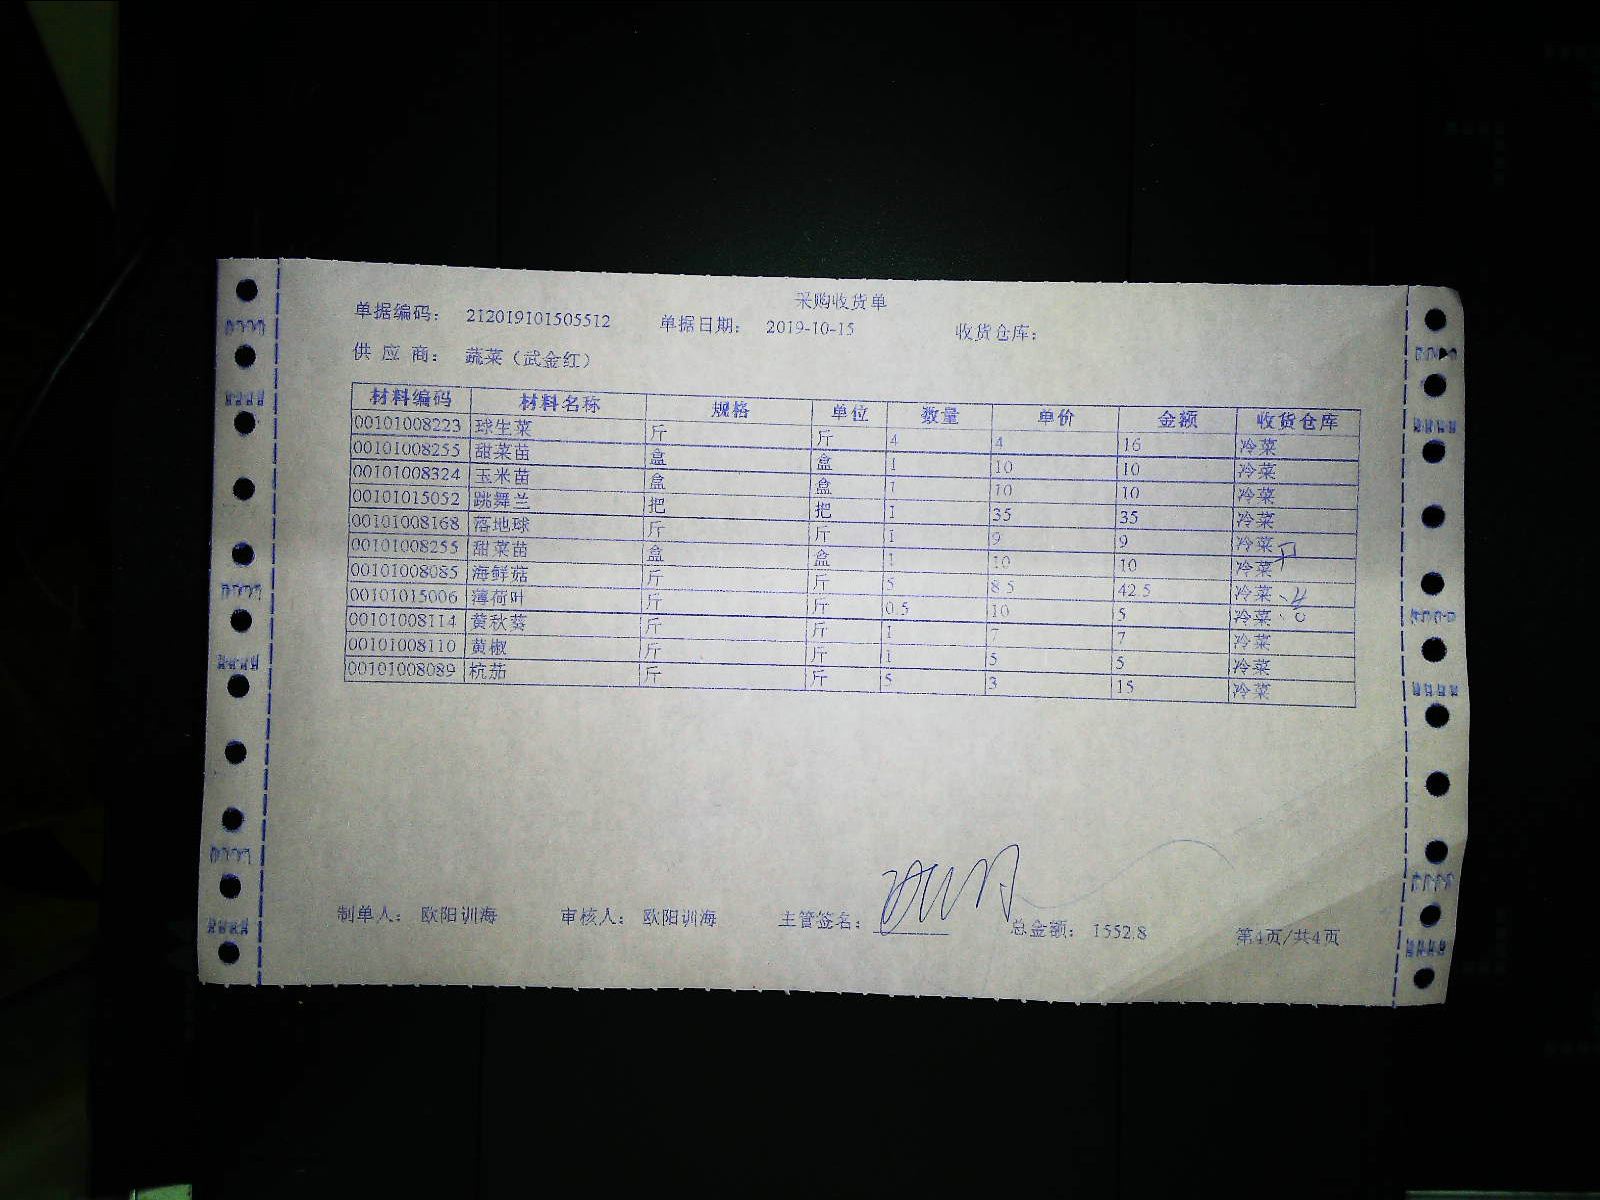 采购收货单
单据编码： 212019101505512 单据日期： 2019-10-15 收货仓库：
供 应 商： 蔬菜（武金红）
材料编码 材料名称 规格 单位 数量 单价 金额 收货仓库
00101008223 球生菜 斤 斤 4 4 16 冷菜
00101008255 甜菜苗 盒 盒 1 10 10 冷菜
00101008324 玉米苗 盒 盒 1 10 10 冷菜
00101015052 跳舞兰 把 把 1 35 35 冷菜
00101008168 落地球 斤 斤 1 9 9 冷菜
00101008255 甜菜苗 盒 盒 1 10 10 冷菜
00101008085 海鲜菇 斤 斤 5 8.5 42.5 冷菜
00101015006 薄荷叶 斤 斤 0.5 10 5 冷菜
00101008114 黄秋葵 斤 斤 1 7 7 冷菜
00101008110 黄椒 斤 斤 1 5 5 冷菜
00101008089 杭茄 斤 斤 5 3 15 冷菜
制单人： 欧阳训海 审核人： 欧阳训海 主管签名： 总金额： 1552.8 第4页/共4页